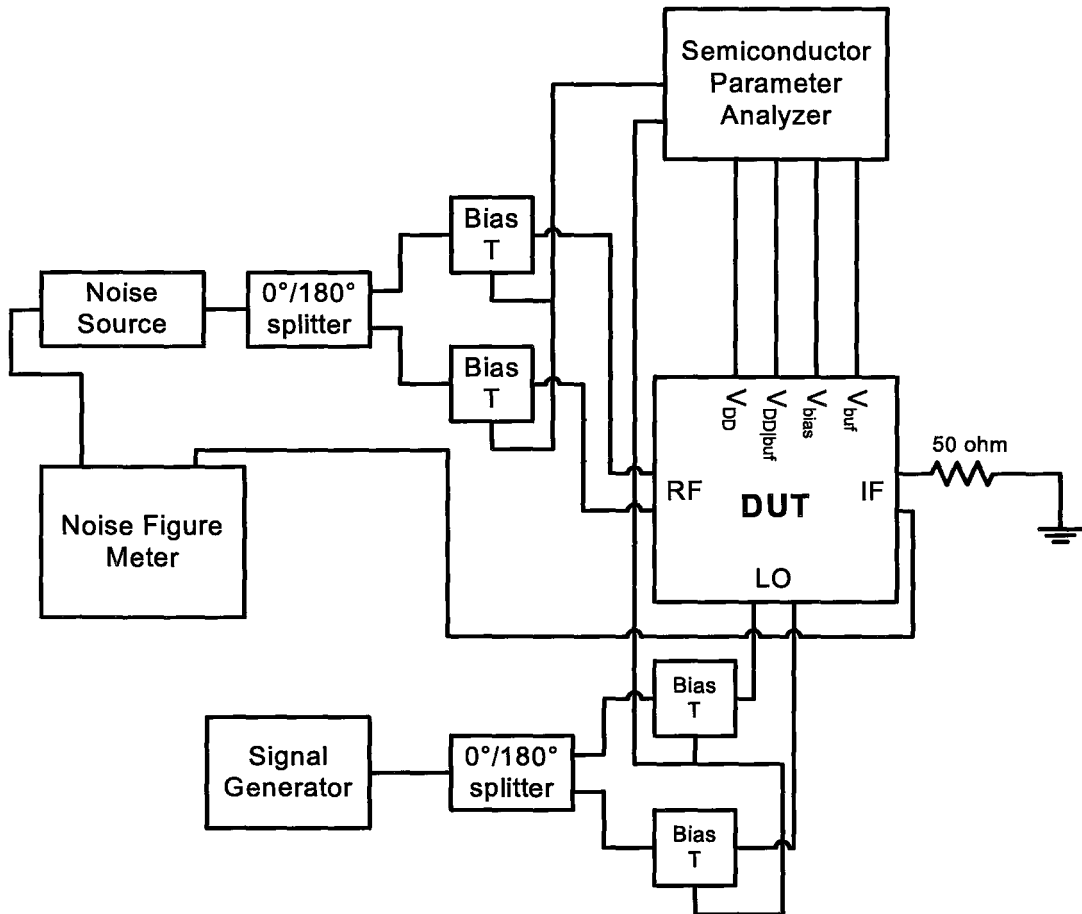 Semiconductor
Parameter
Analyzer
Bias
T
Noise
Source
0°/180°
splitter
Bias
T
V_DD
V_DD|buf
V_bias
V_buf
50 ohm
RF
DUT
IF
Noise Figure
Meter
LO
Bias
T
Signal
Generator
0°/180°
splitter
Bias
T